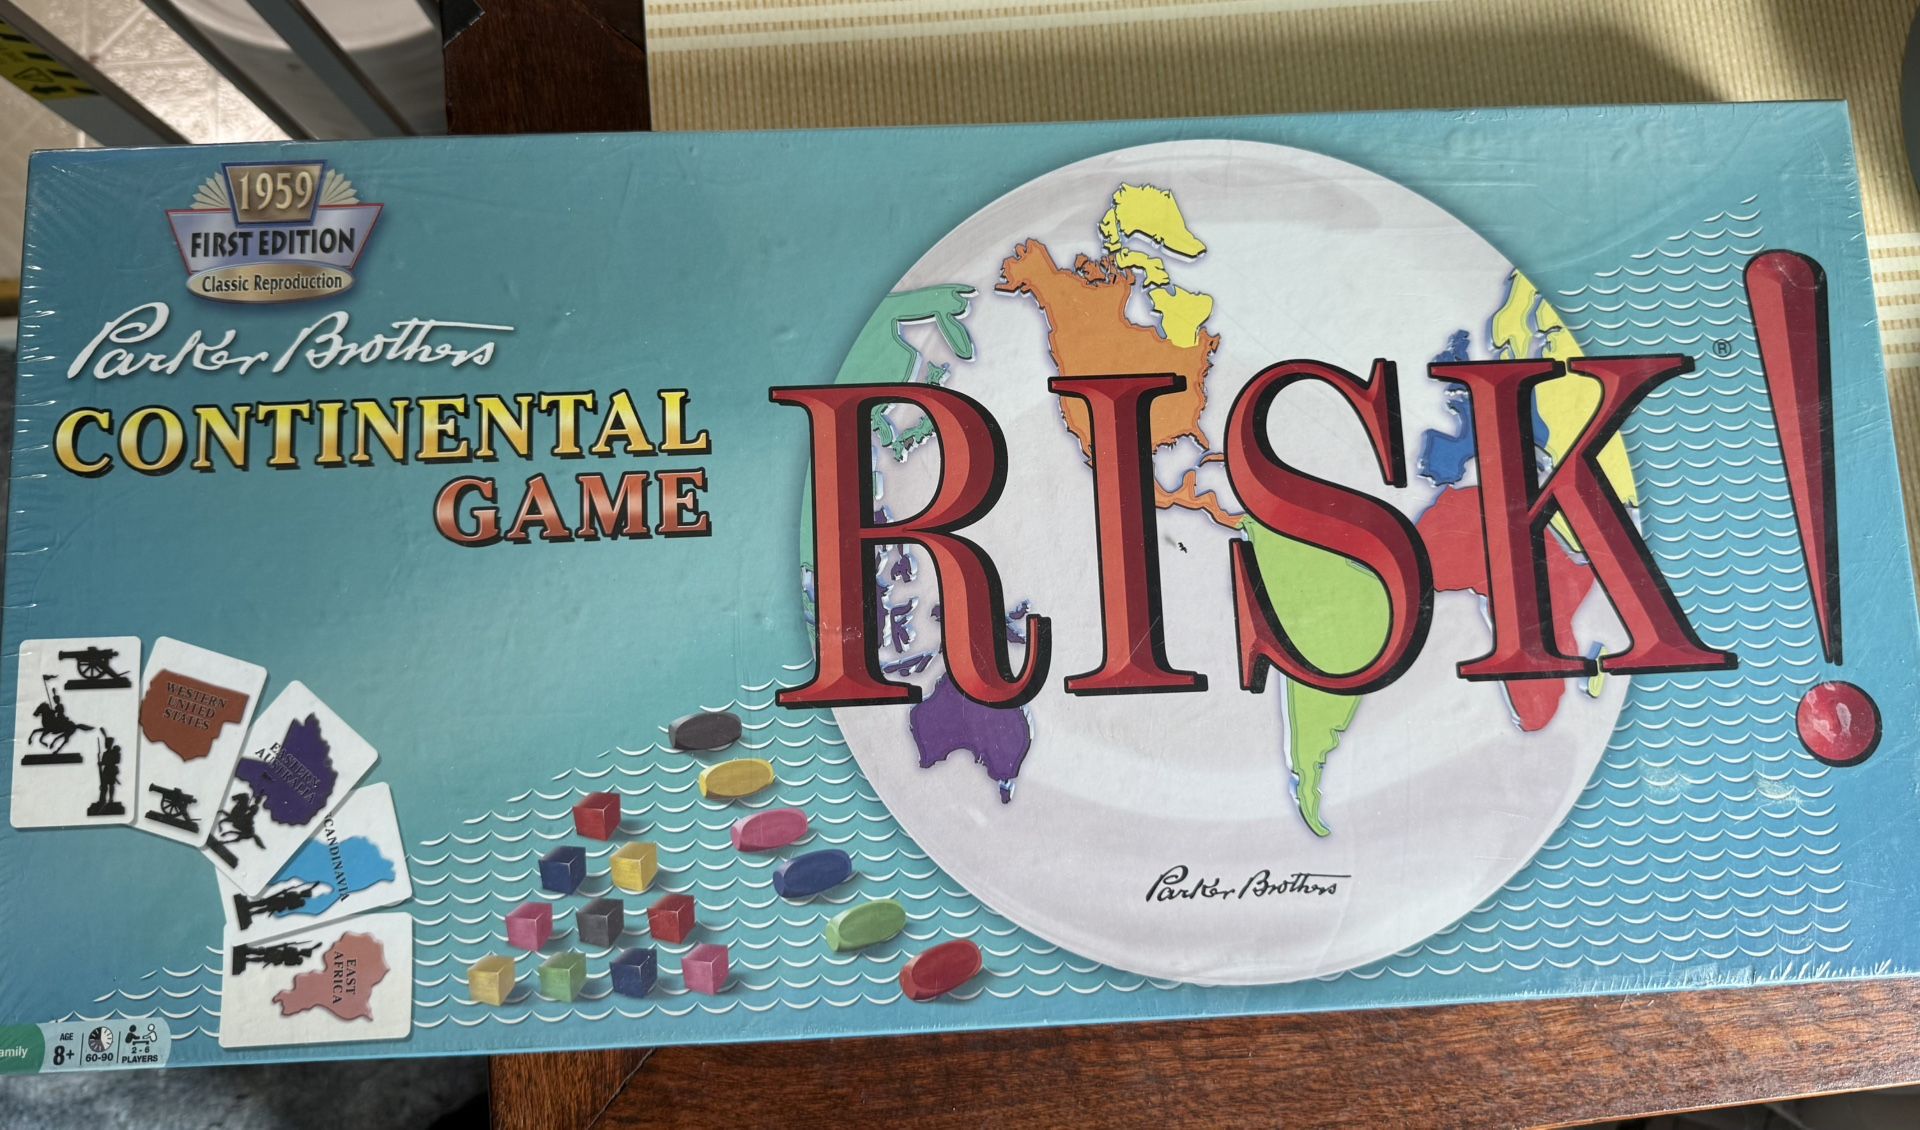 1959
FIRST EDITION
Classic Reproduction
Parker Brothers
CONTINENTAL
GAME
RISK!
®
WESTERN
UNITED
STATES
EASTERN
AUSTRALIA
SCANDINAVIA
EAST
AFRICA
Parker Brothers
amily
AGE
8+
60-90
2-6
PLAYERS